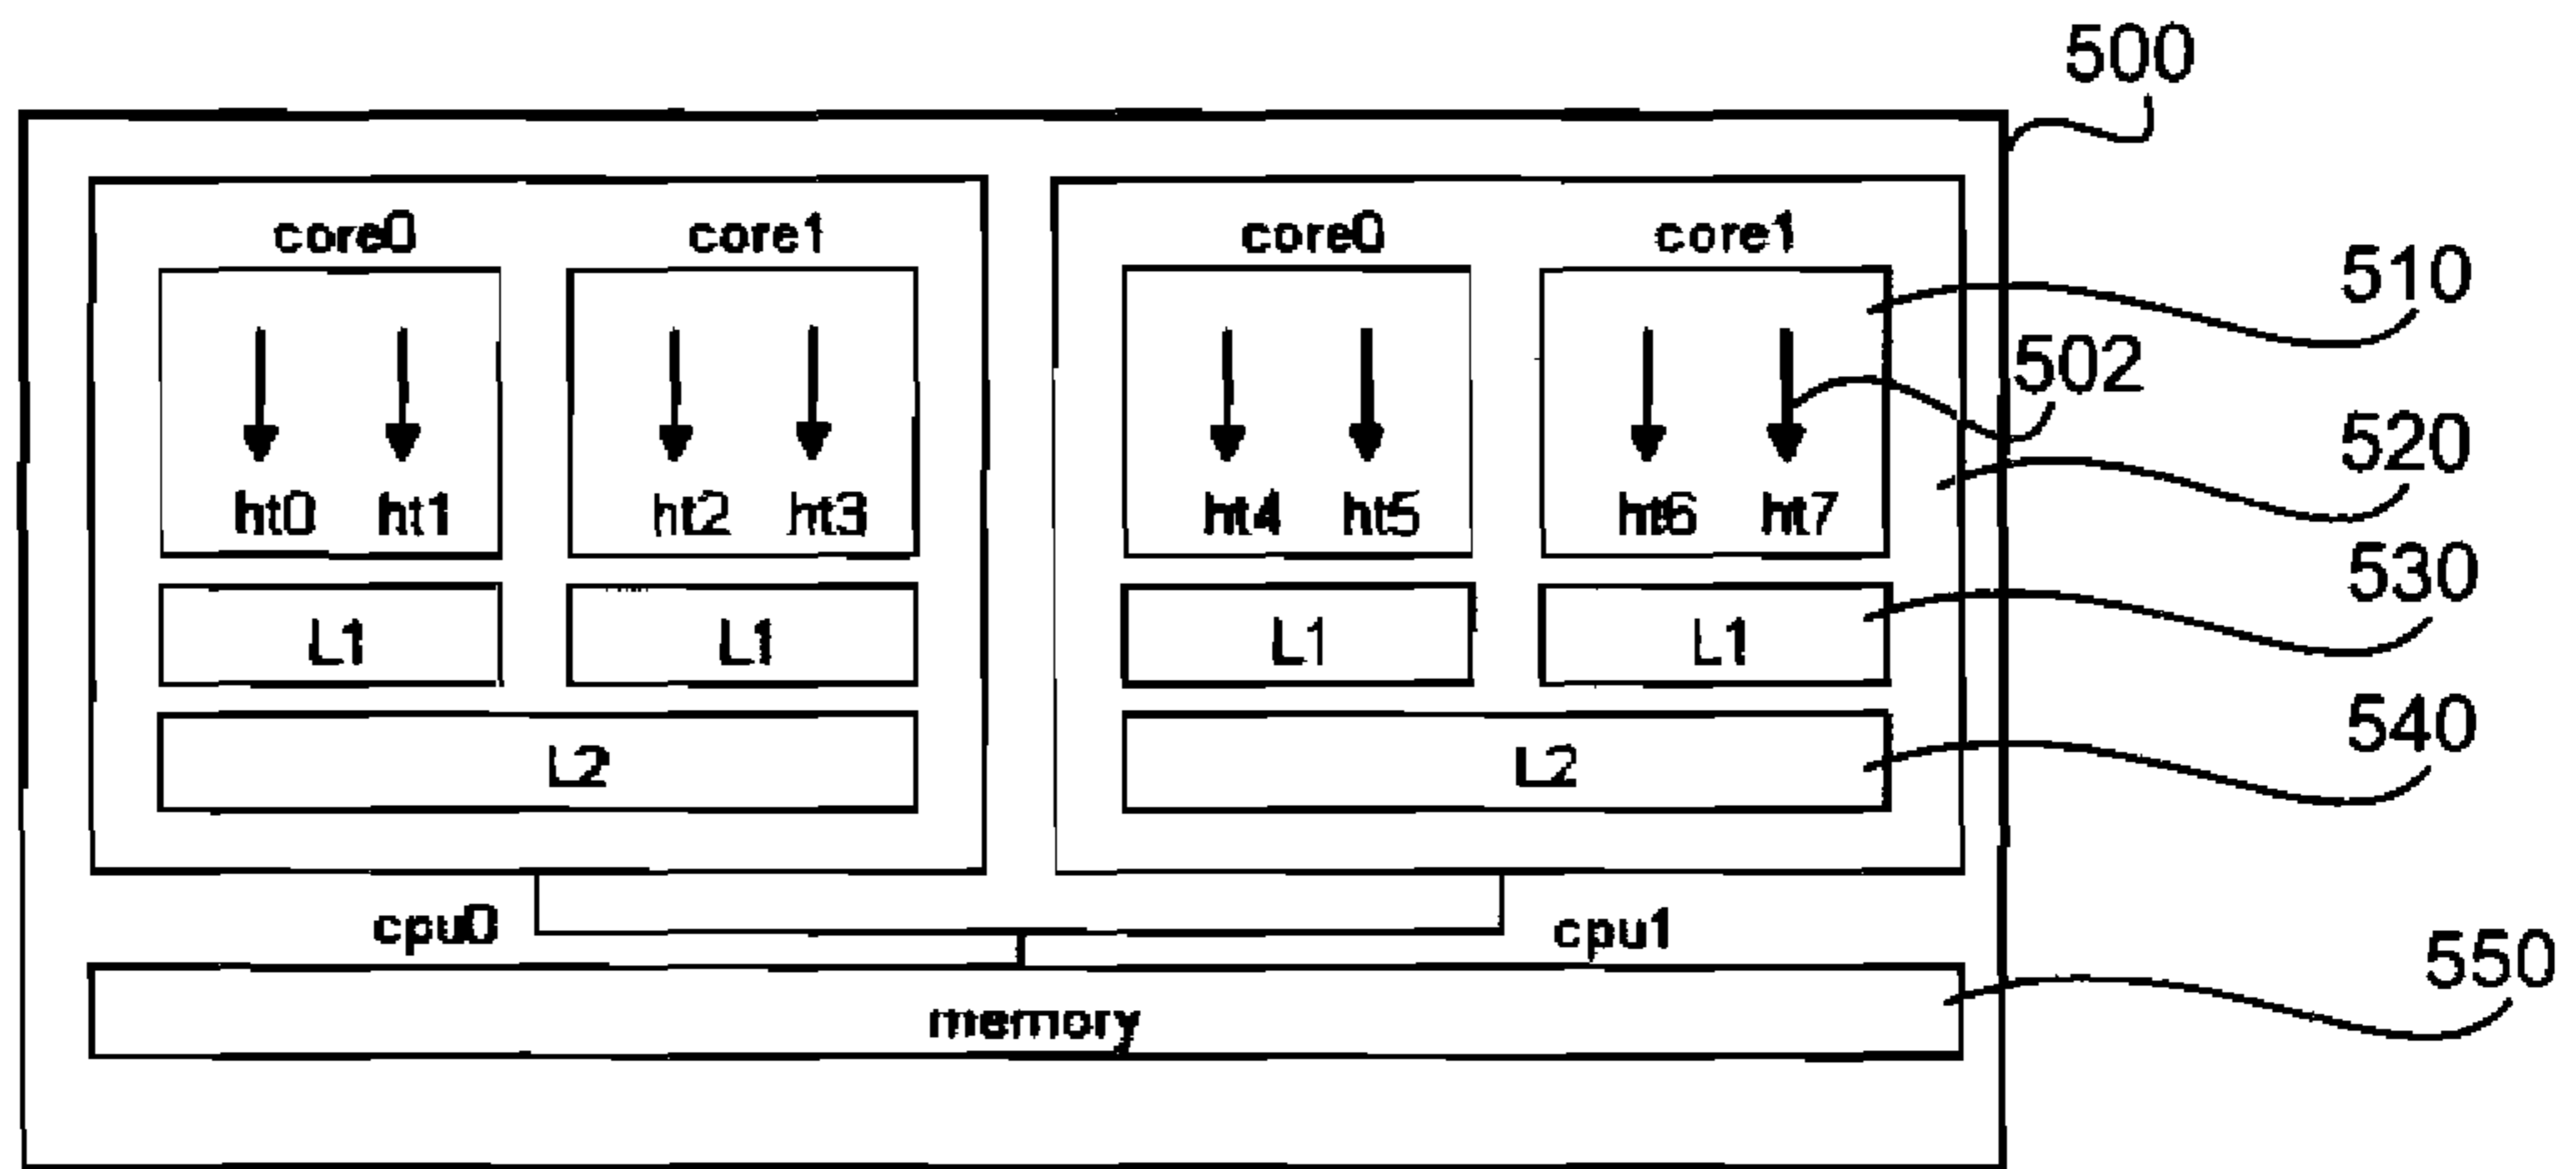 500
core0 core1 core0 core1
510
502
520
ht0 ht1 ht2 ht3 ht4 ht5 ht6 ht7
530
L1 L1 L1 L1
540
L2 L2
cpu0 cpu1
550
memory